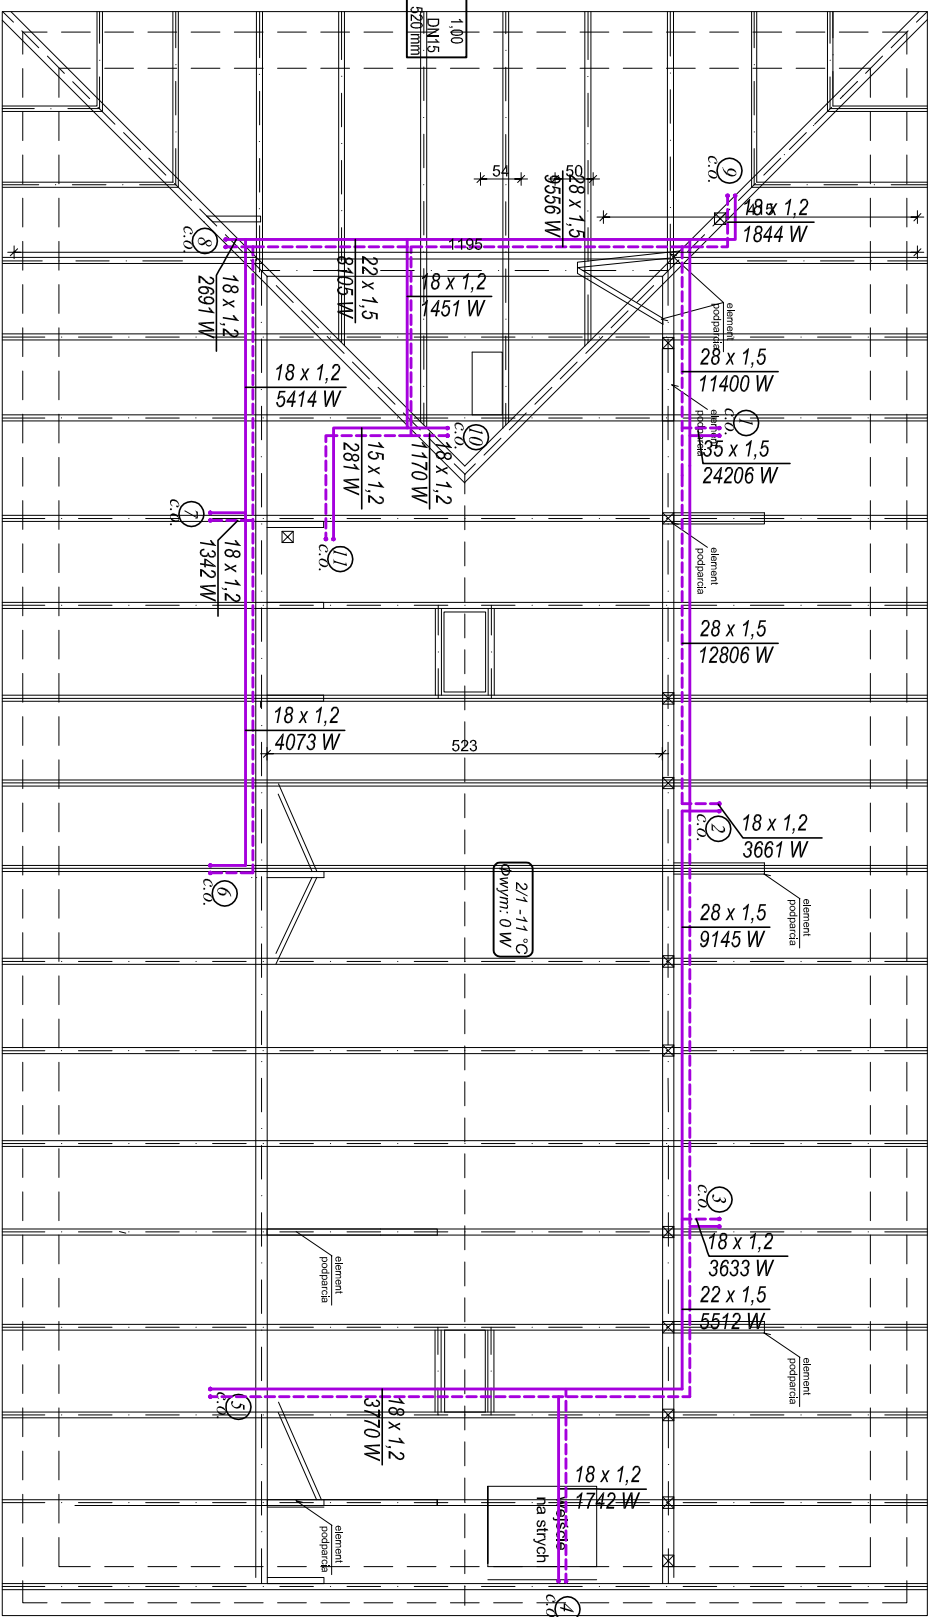 1,00
DN15
520 mm
54
50
28 x 1,5
9556 W
9
c.o.
415
18 x 1,2
1844 W
8
c.o.
18 x 1,2
2691 W
22 x 1,5
8105 W
1195
18 x 1,2
1451 W
element
podparcia
28 x 1,5
11400 W
element
podparcia
1
c.o.
35 x 1,5
24206 W
18 x 1,2
5414 W
10
c.o.
18 x 1,2
1170 W
15 x 1,2
281 W
11
c.o.
7
c.o.
18 x 1,2
1342 W
element
podparcia
28 x 1,5
12806 W
18 x 1,2
4073 W
523
2
c.o.
18 x 1,2
3661 W
6
c.o.
2/1 -11 °C
Φwym: 0 W
28 x 1,5
9145 W
element
podparcia
3
c.o.
18 x 1,2
3633 W
22 x 1,5
5512 W
element
podparcia
element
podparcia
5
c.o.
18 x 1,2
3770 W
18 x 1,2
1742 W
wejście
na strych
element
podparcia
4
c.o.